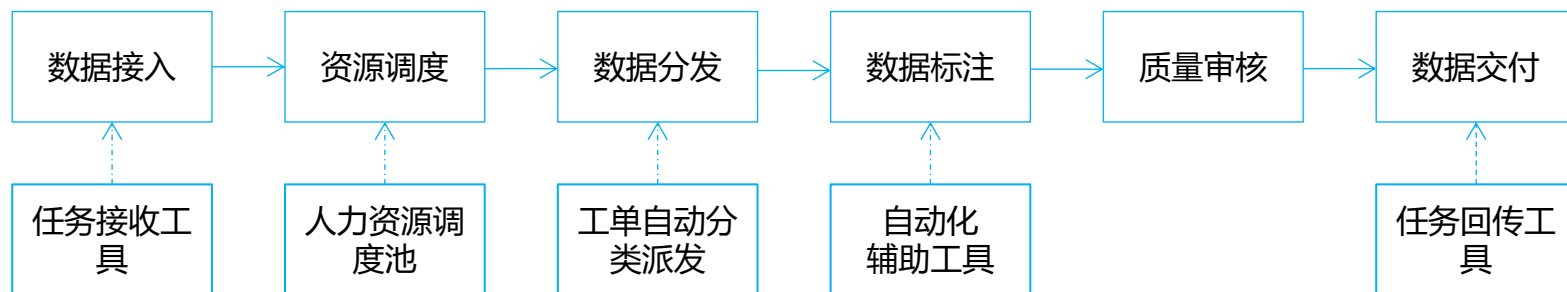 数据接入
资源调度
数据分发
数据标注
质量审核
数据交付
任务接收工
具
人力资源调
度池
工单自动分
类派发
自动化
辅助工具
任务回传工
具